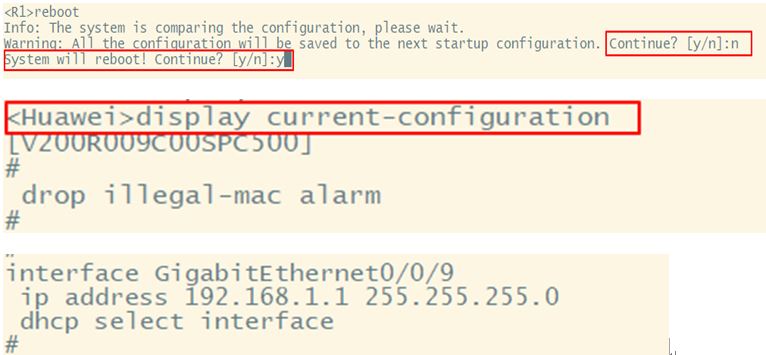 <R1>reboot
Info: The system is comparing the configuration, please wait.
Warning: All the configuration will be saved to the next startup configuration. Continue? [y/n]:n
System will reboot! Continue? [y/n]:y
<Huawei>display current-configuration
[V200R009C00SPC500]
#
drop illegal-mac alarm
#
#
interface GigabitEthernet0/0/9
ip address 192.168.1.1 255.255.255.0
dhcp select interface
#